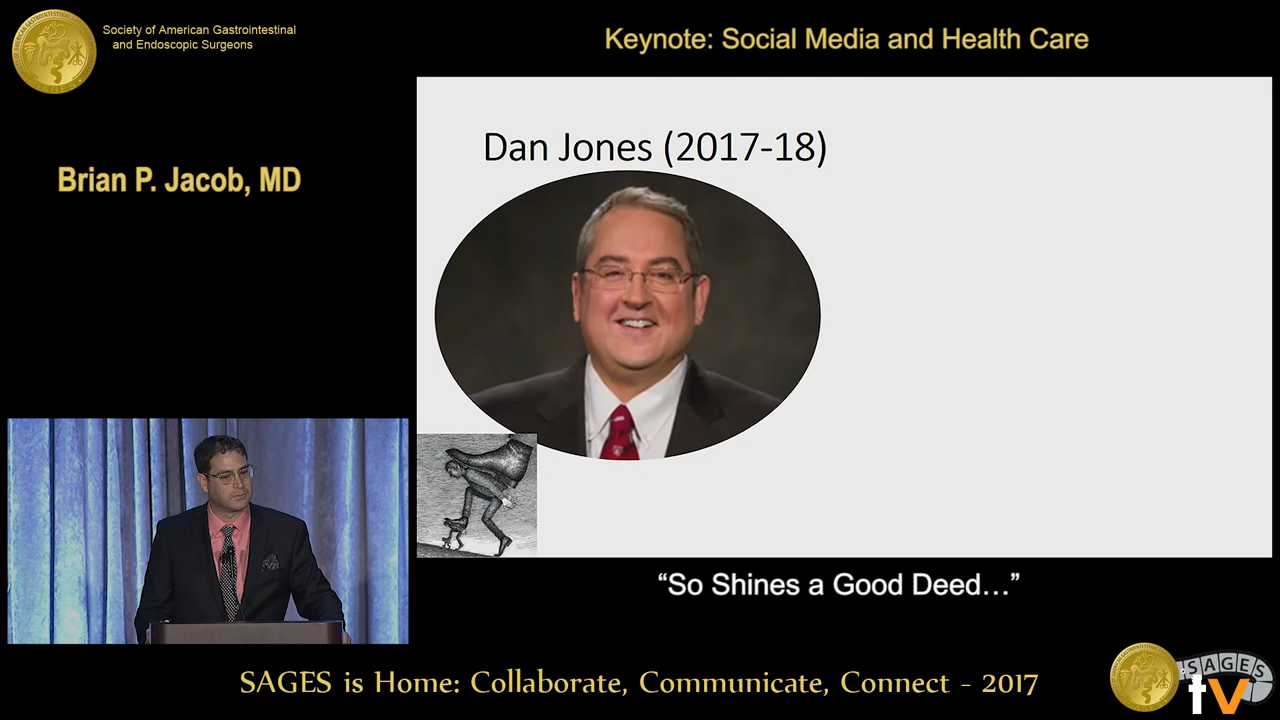 Society of American Gastrointestinal
and Endoscopic Surgeons
Keynote: Social Media and Health Care
Brian P. Jacob, MD
Dan Jones (2017-18)
“So Shines a Good Deed…”
SAGES is Home: Collaborate, Communicate, Connect - 2017
SAGES
tv